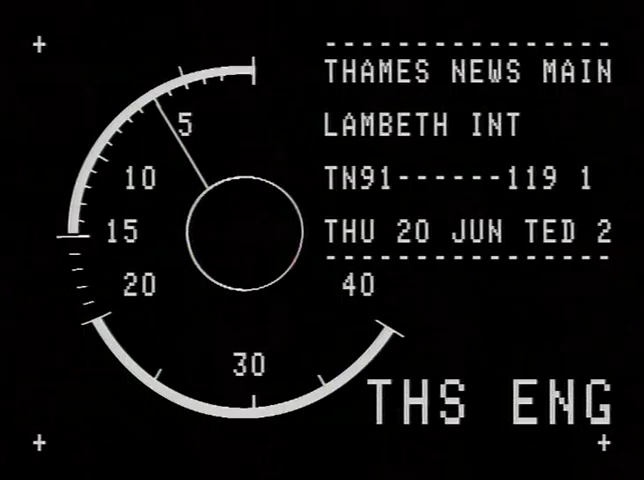 THAMES NEWS MAIN
LAMBETH INT
TN91------119 1
THU 20 JUN TED 2
5
10
15
20
30
40
THS ENG